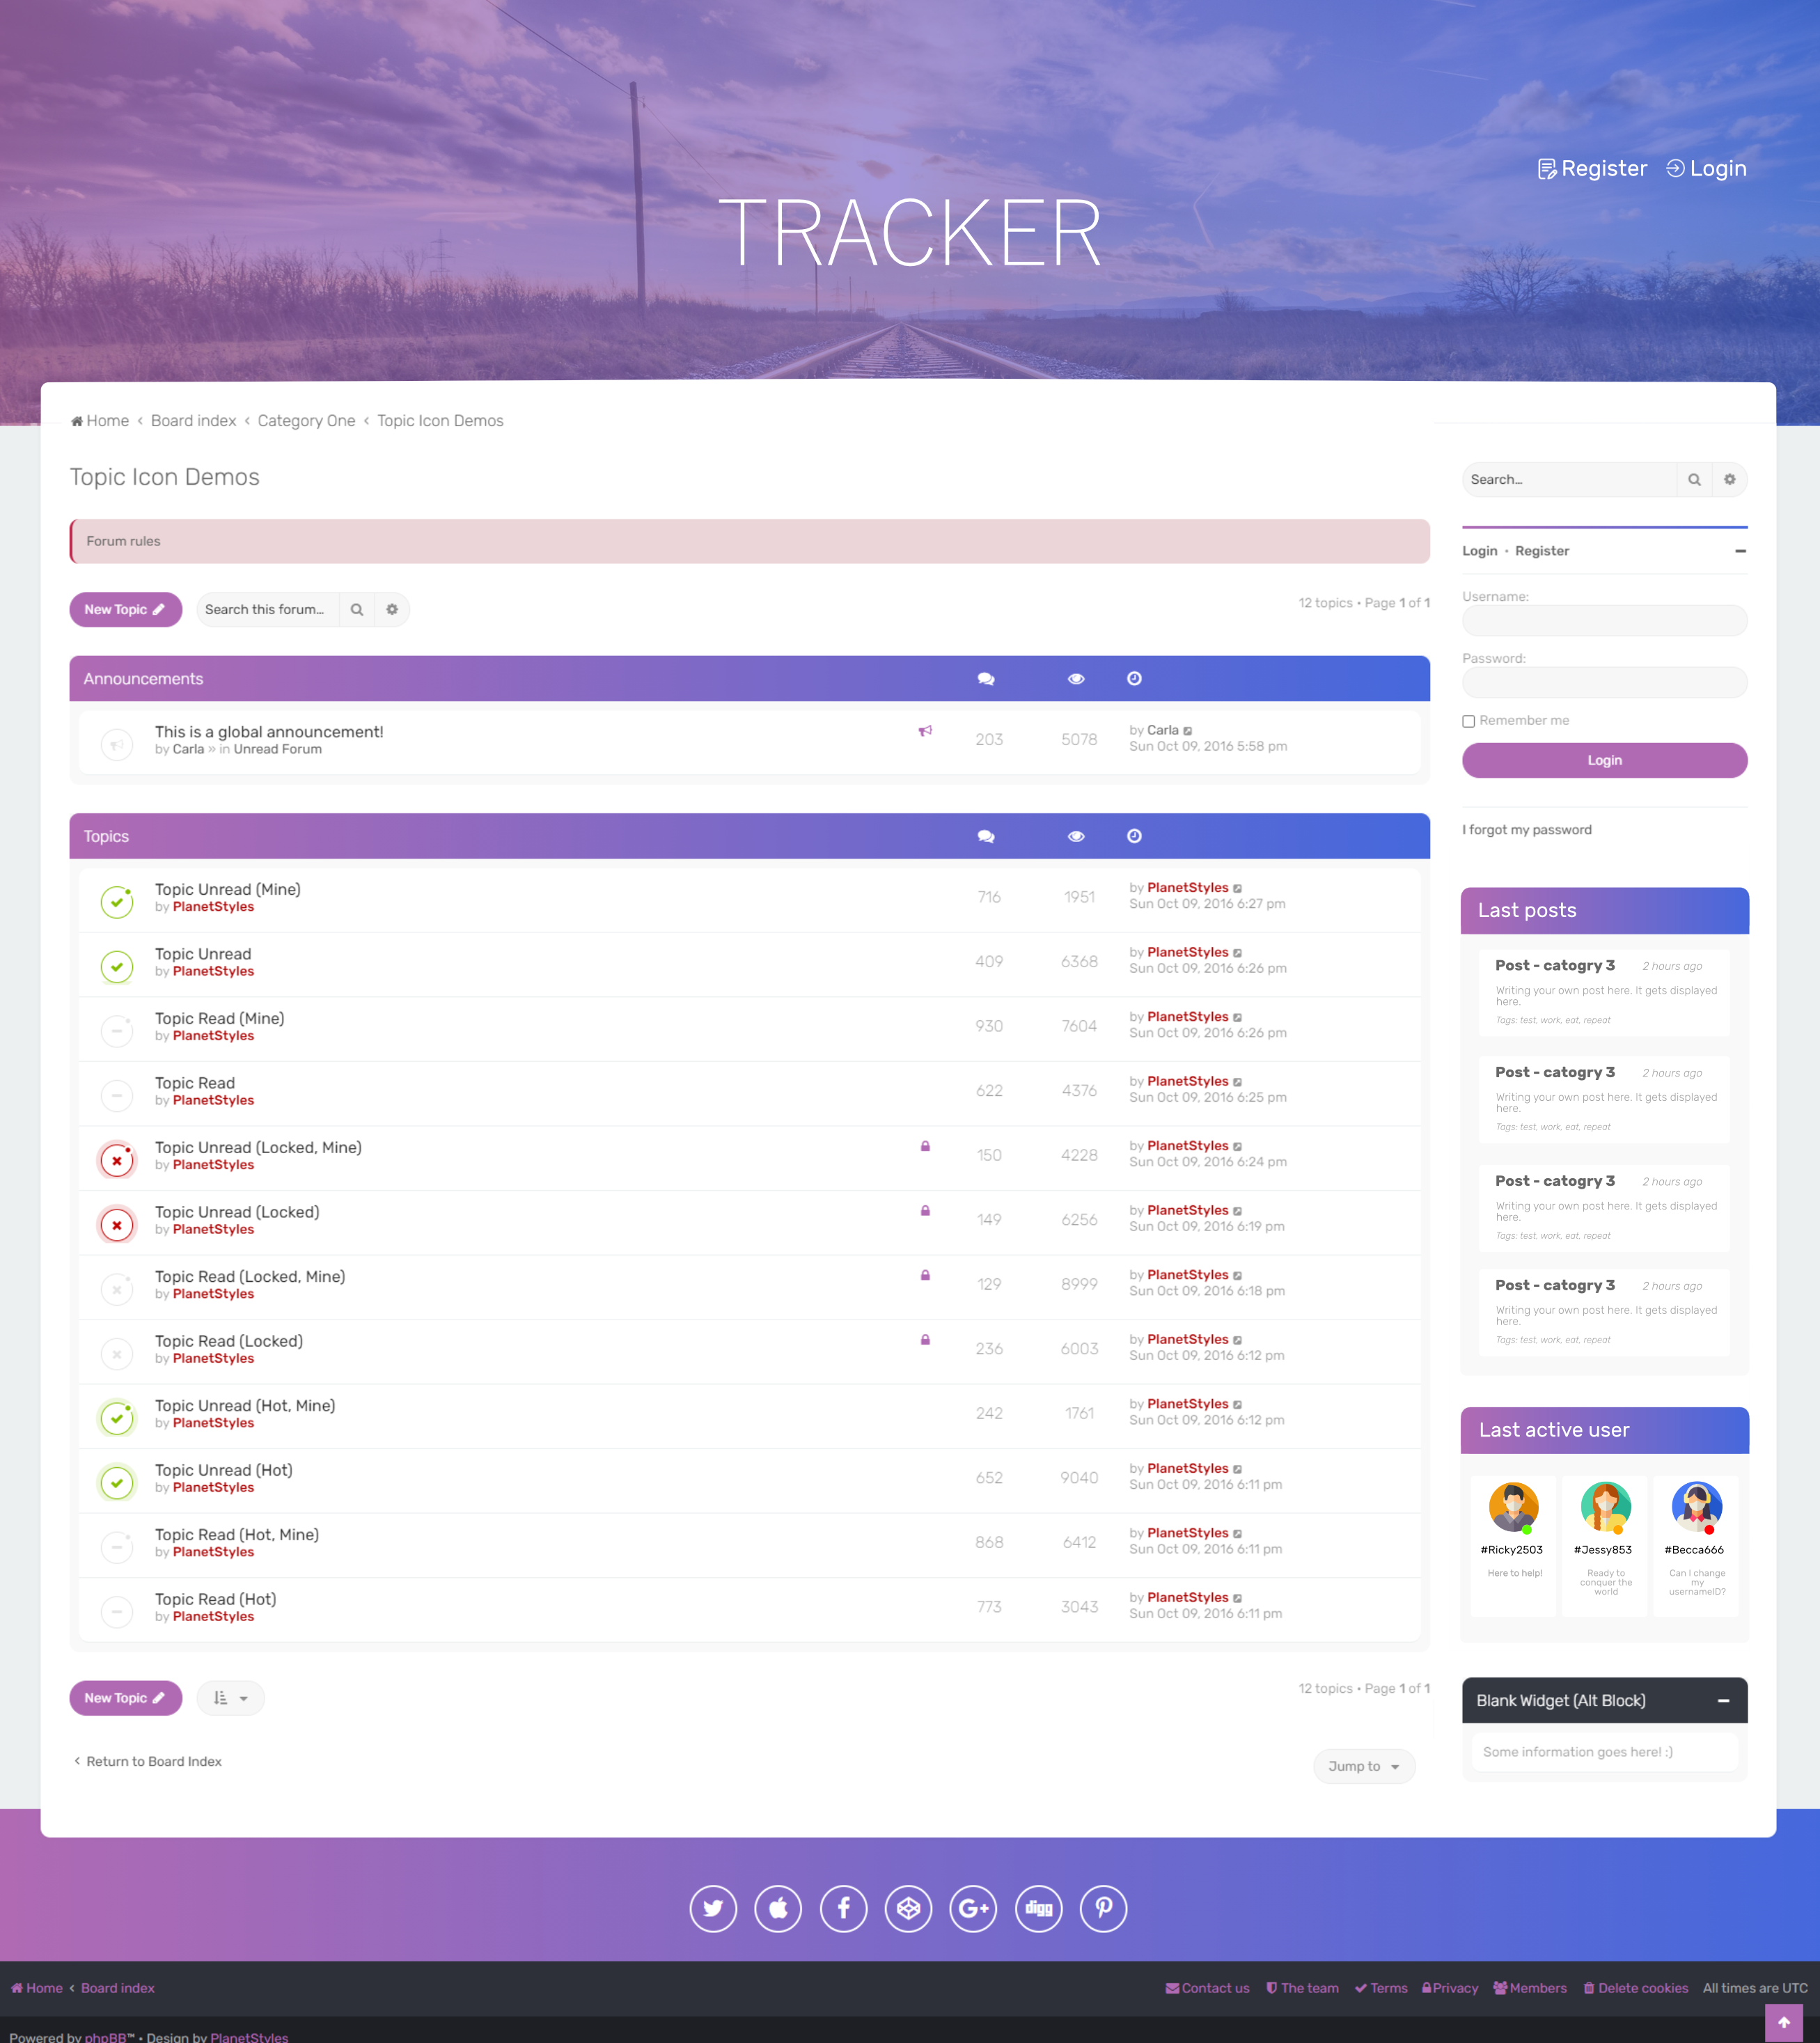 Register Login
TRACKER
Home ‹ Board index ‹ Category One ‹ Topic Icon Demos
Topic Icon Demos
Forum rules
New Topic
Search this forum…
12 topics • Page 1 of 1
Announcements
This is a global announcement!
by Carla » in Unread Forum
203
5078
by Carla
Sun Oct 09, 2016 5:58 pm
Topics
Topic Unread (Mine)
by PlanetStyles
716
1951
by PlanetStyles
Sun Oct 09, 2016 6:27 pm
Topic Unread
by PlanetStyles
409
6368
by PlanetStyles
Sun Oct 09, 2016 6:26 pm
Topic Read (Mine)
by PlanetStyles
930
7604
by PlanetStyles
Sun Oct 09, 2016 6:26 pm
Topic Read
by PlanetStyles
622
4376
by PlanetStyles
Sun Oct 09, 2016 6:25 pm
Topic Unread (Locked, Mine)
by PlanetStyles
150
4228
by PlanetStyles
Sun Oct 09, 2016 6:24 pm
Topic Unread (Locked)
by PlanetStyles
149
6256
by PlanetStyles
Sun Oct 09, 2016 6:19 pm
Topic Read (Locked, Mine)
by PlanetStyles
129
8999
by PlanetStyles
Sun Oct 09, 2016 6:18 pm
Topic Read (Locked)
by PlanetStyles
236
6003
by PlanetStyles
Sun Oct 09, 2016 6:12 pm
Topic Unread (Hot, Mine)
by PlanetStyles
242
1761
by PlanetStyles
Sun Oct 09, 2016 6:12 pm
Topic Unread (Hot)
by PlanetStyles
652
9040
by PlanetStyles
Sun Oct 09, 2016 6:11 pm
Topic Read (Hot, Mine)
by PlanetStyles
868
6412
by PlanetStyles
Sun Oct 09, 2016 6:11 pm
Topic Read (Hot)
by PlanetStyles
773
3043
by PlanetStyles
Sun Oct 09, 2016 6:11 pm
New Topic
12 topics • Page 1 of 1
‹ Return to Board Index
Jump to
Search…
Login • Register
Username:
Password:
Remember me
Login
I forgot my password
Last posts
Post - catogry 3 2 hours ago
Writing your own post here. It gets displayed
here.
Tags: test, work, eat, repeat
Post - catogry 3 2 hours ago
Writing your own post here. It gets displayed
here.
Tags: test, work, eat, repeat
Post - catogry 3 2 hours ago
Writing your own post here. It gets displayed
here.
Tags: test, work, eat, repeat
Post - catogry 3 2 hours ago
Writing your own post here. It gets displayed
here.
Tags: test, work, eat, repeat
Last active user
#Ricky2503
Here to help!
#Jessy853
Ready to
conquer the
world
#Becca666
Can I change
my
usernameID?
Blank Widget (Alt Block)
Some information goes here! :)
G+
digg
Home ‹ Board index
Contact us The team Terms Privacy Members Delete cookies All times are UTC
Powered by phpBB™ • Design by PlanetStyles